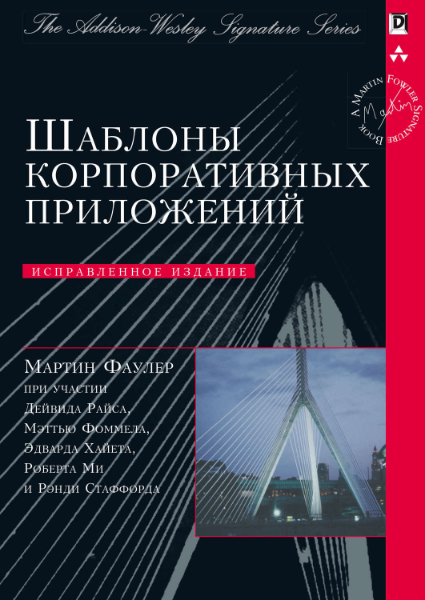 The Addison-Wesley Signature Series
D
A MARTIN FOWLER SIGNATURE BOOK
Martin
ШАБЛОНЫ
КОРПОРАТИВНЫХ
ПРИЛОЖЕНИЙ
ИСПРАВЛЕННОЕ ИЗДАНИЕ
МАРТИН ФАУЛЕР
ПРИ УЧАСТИИ
ДЕЙВИДА РАЙСА,
МЭТТЬЮ ФОММЕЛА,
ЭДВАРДА ХАЙЕТА,
РОБЕРТА МИ
И РЭНДИ СТАФФОРДА